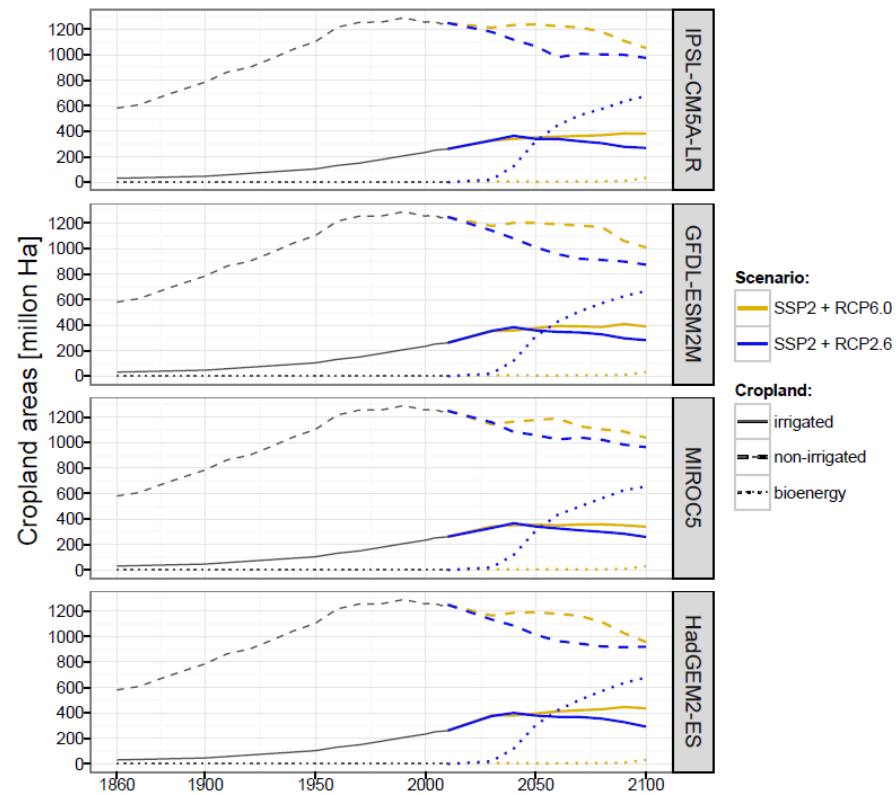 Cropland areas [millon Ha]
1200
1000
800
600
400
200
0
IPSL-CM5A-LR
1200
1000
800
600
400
200
0
GFDL-ESM2M
1200
1000
800
600
400
200
0
MIROC5
1200
1000
800
600
400
200
0
HadGEM2-ES
1860 1900 1950 2000 2050 2100
Scenario:
SSP2 + RCP6.0
SSP2 + RCP2.6
Cropland:
irrigated
non-irrigated
bioenergy